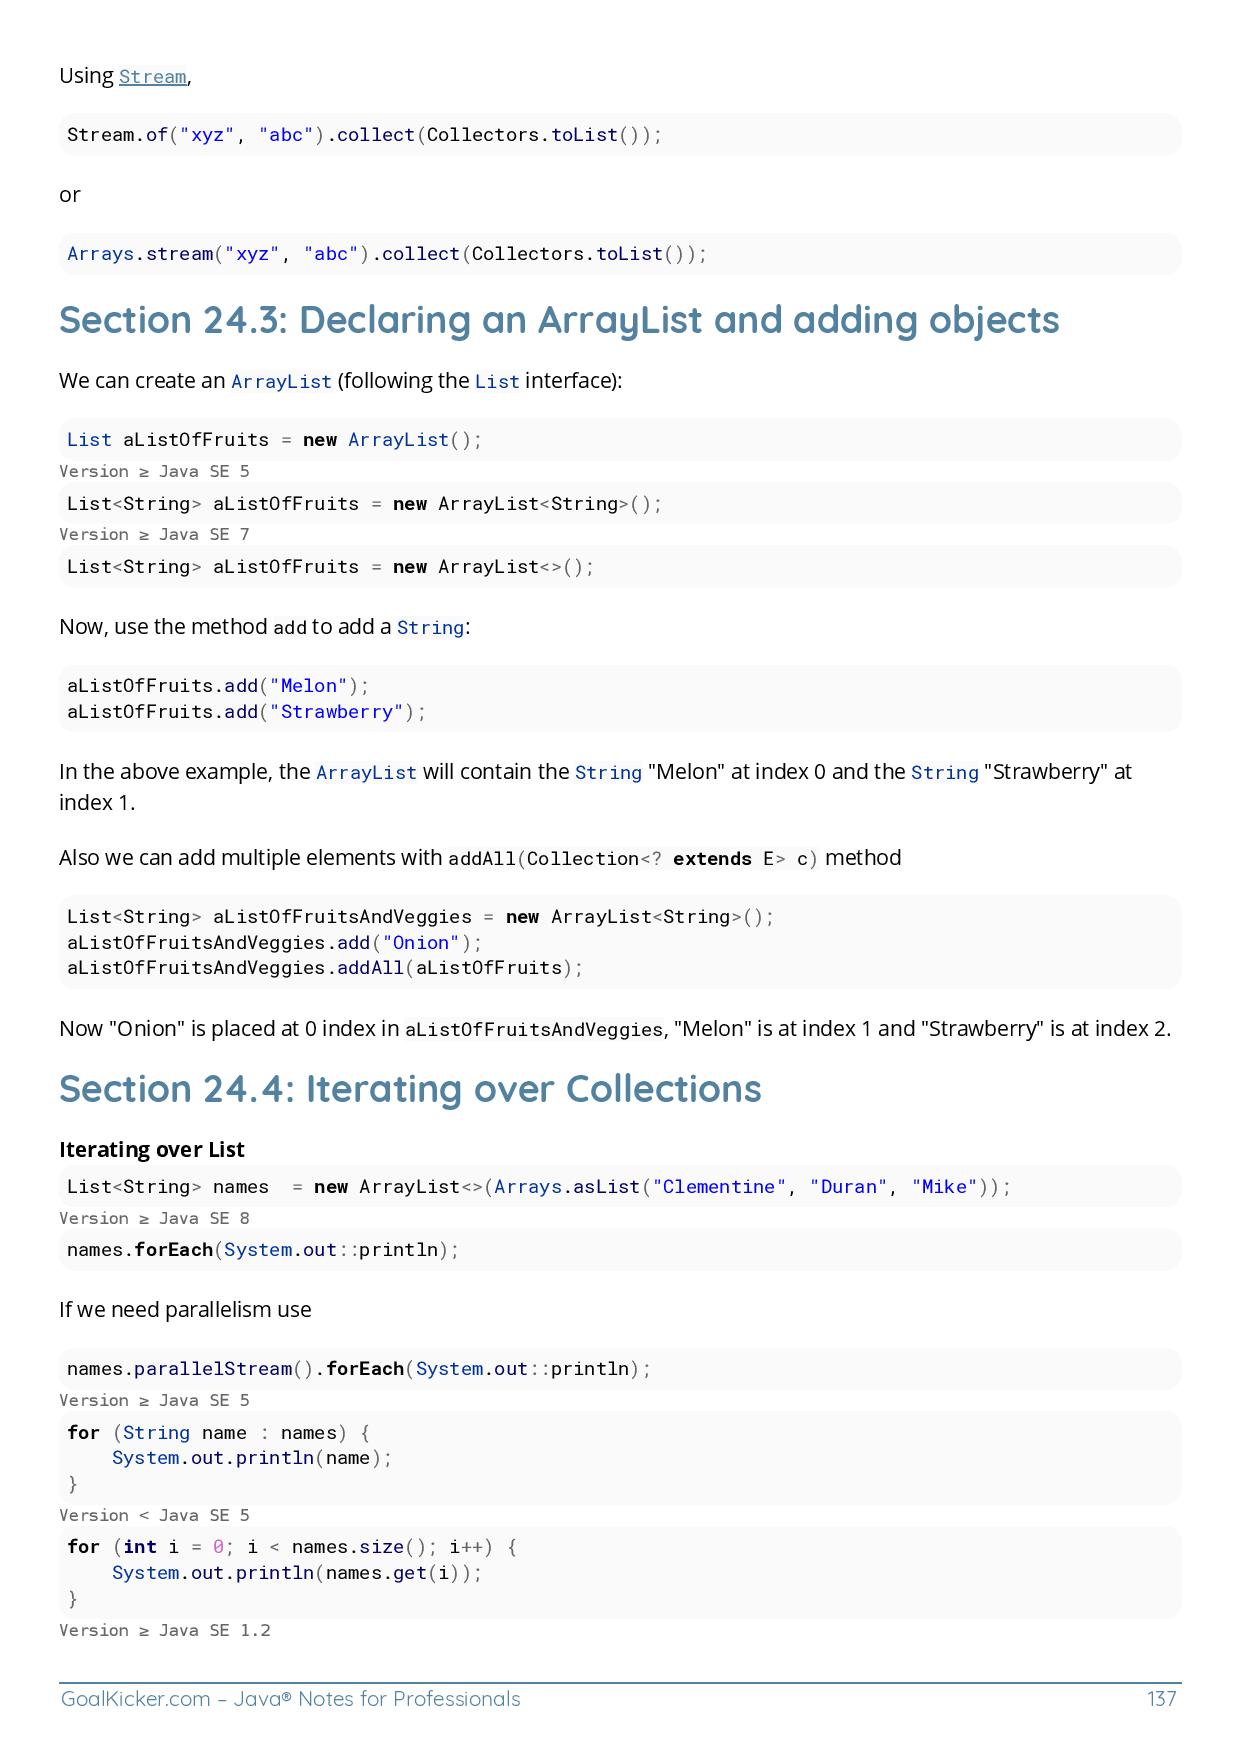 Using Stream,
Stream.of("xyz", "abc").collect(Collectors.toList());
or
Arrays.stream("xyz", "abc").collect(Collectors.toList());
Section 24.3: Declaring an ArrayList and adding objects
We can create an ArrayList (following the List interface):
List aListOfFruits = new ArrayList();
Version ≥ Java SE 5
List<String> aListOfFruits = new ArrayList<String>();
Version ≥ Java SE 7
List<String> aListOfFruits = new ArrayList<>();
Now, use the method add to add a String:
aListOfFruits.add("Melon");
aListOfFruits.add("Strawberry");
In the above example, the ArrayList will contain the String "Melon" at index 0 and the String "Strawberry" at
index 1.
Also we can add multiple elements with addAll(Collection<? extends E> c) method
List<String> aListOfFruitsAndVeggies = new ArrayList<String>();
aListOfFruitsAndVeggies.add("Onion");
aListOfFruitsAndVeggies.addAll(aListOfFruits);
Now "Onion" is placed at 0 index in aListOfFruitsAndVeggies, "Melon" is at index 1 and "Strawberry" is at index 2.
Section 24.4: Iterating over Collections
Iterating over List
List<String> names  = new ArrayList<>(Arrays.asList("Clementine", "Duran", "Mike"));
Version ≥ Java SE 8
names.forEach(System.out::println);
If we need parallelism use
names.parallelStream().forEach(System.out::println);
Version ≥ Java SE 5
for (String name : names) {
    System.out.println(name);
}
Version < Java SE 5
for (int i = 0; i < names.size(); i++) {
    System.out.println(names.get(i));
}
Version ≥ Java SE 1.2
GoalKicker.com – Java® Notes for Professionals 137